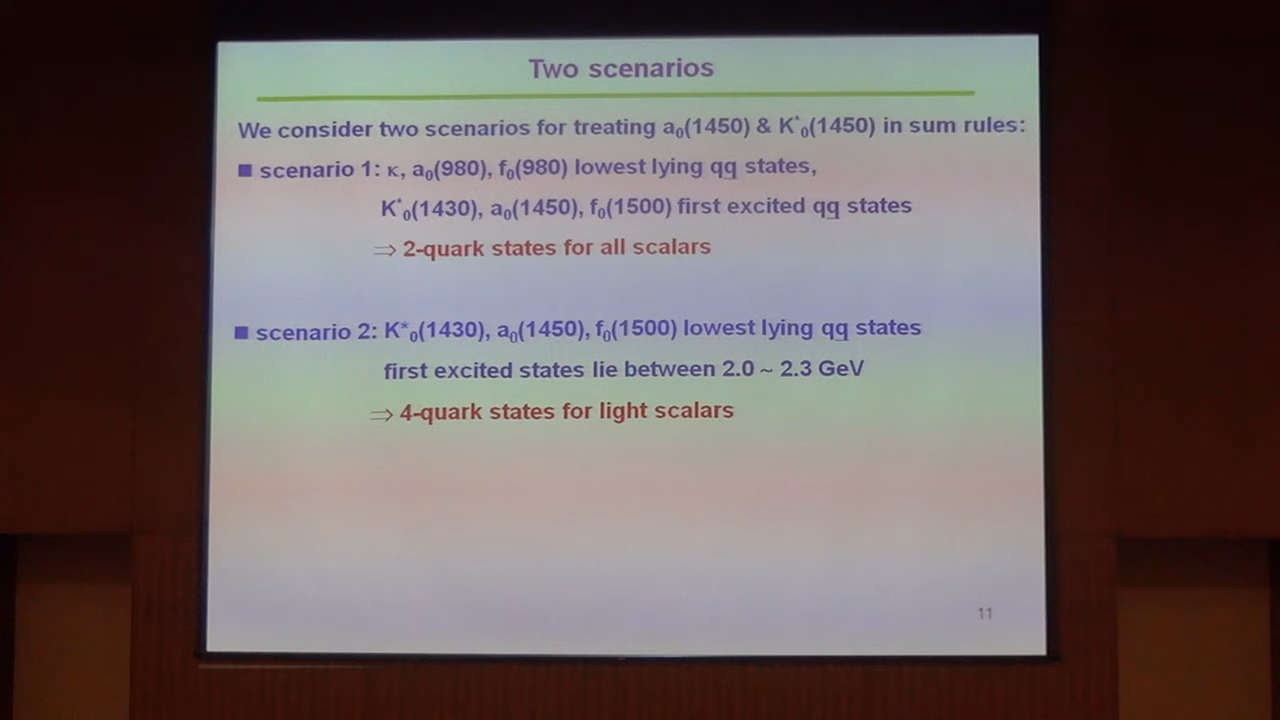 Two scenarios
We consider two scenarios for treating a₀(1450) & K*₀(1450) in sum rules:
■ scenario 1: κ, a₀(980), f₀(980) lowest lying qq states,
K*₀(1430), a₀(1450), f₀(1500) first excited qq states
⇒ 2-quark states for all scalars
■ scenario 2: K*₀(1430), a₀(1450), f₀(1500) lowest lying qq states
first excited states lie between 2.0 ~ 2.3 GeV
⇒ 4-quark states for light scalars
11